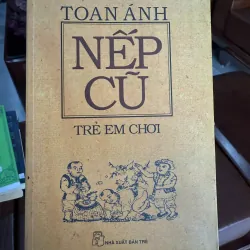 TOAN ÁNH
NẾP
CŨ
TRẺ EM CHƠI
NHÀ XUẤT BẢN TRẺ